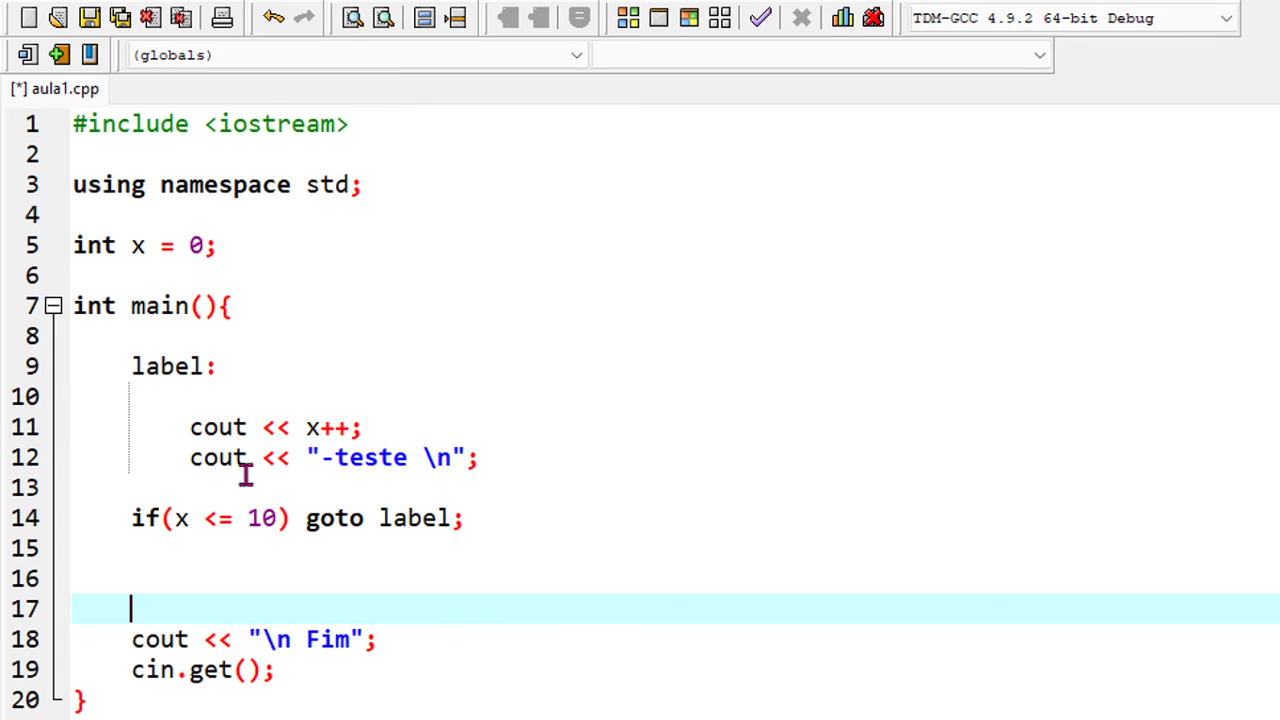 TDM-GCC 4.9.2 64-bit Debug
(globals)
[*] aula1.cpp
1 #include <iostream>
2
3 using namespace std;
4
5 int x = 0;
6
7 int main(){
8
9 label:
10
11 cout << x++;
12 cout << "-teste \n";
13
14 if(x <= 10) goto label;
15
16
17
18 cout << "\n Fim";
19 cin.get();
20 }